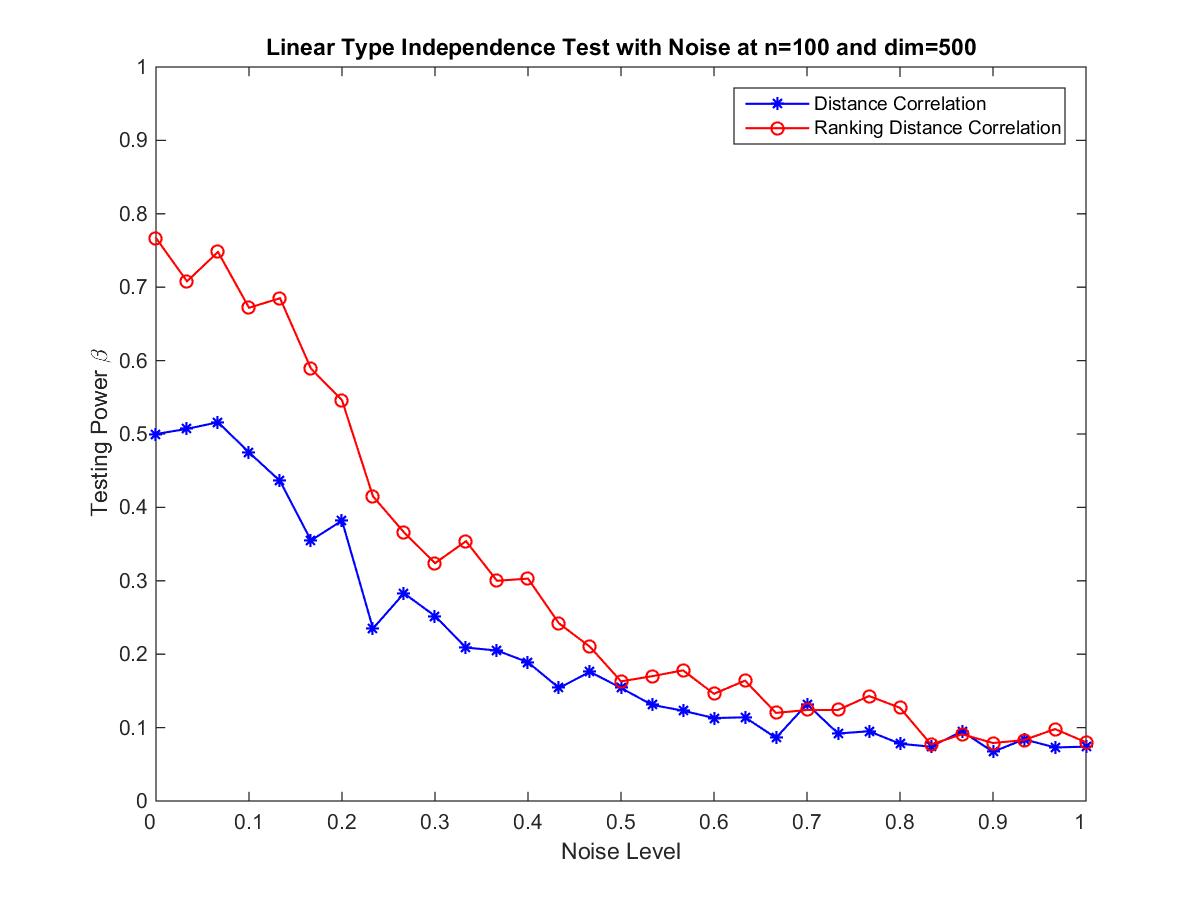 Linear Type Independence Test with Noise at n=100 and dim=500
Distance Correlation
Ranking Distance Correlation
1
0.9
0.8
0.7
0.6
0.5
0.4
0.3
0.2
0.1
0
Testing Power β
0 0.1 0.2 0.3 0.4 0.5 0.6 0.7 0.8 0.9 1
Noise Level